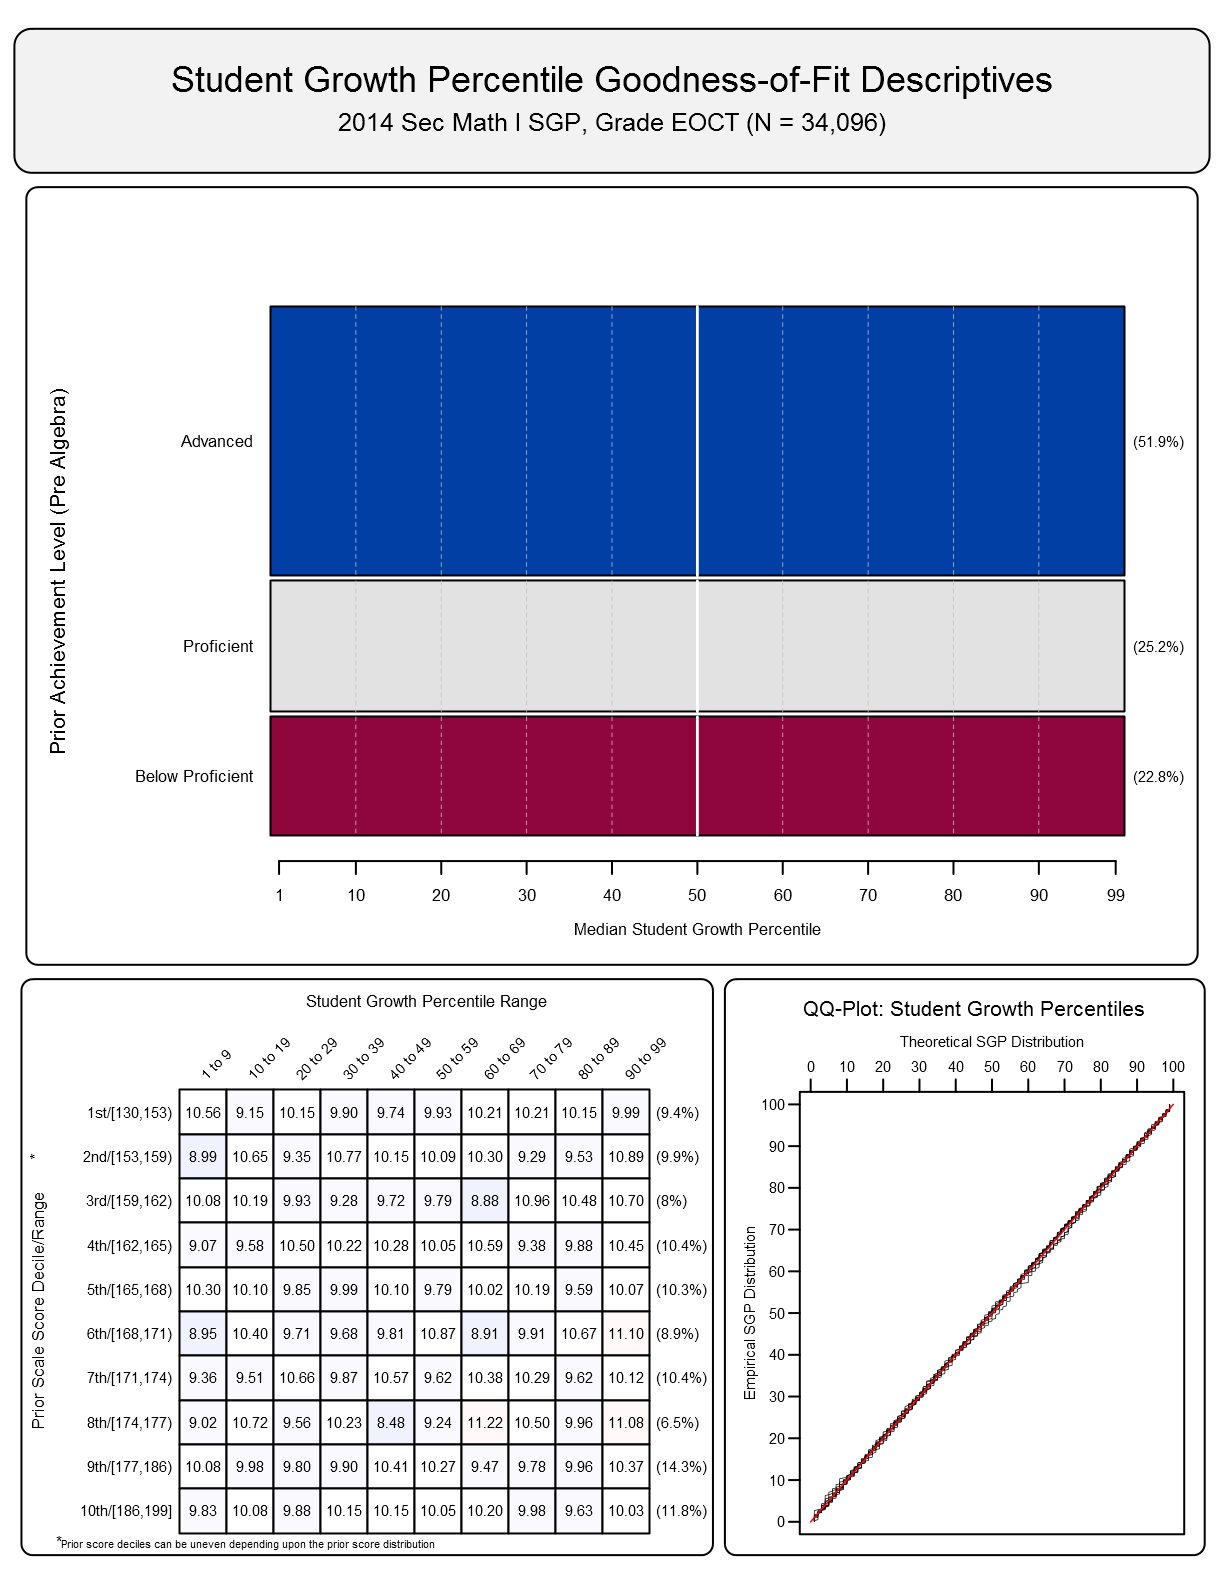 Student Growth Percentile Goodness-of-Fit Descriptives
2014 Sec Math I SGP, Grade EOCT (N = 34,096)
Prior Achievement Level (Pre Algebra)
Advanced (51.9%)
Proficient (25.2%)
Below Proficient (22.8%)
1 10 20 30 40 50 60 70 80 90 99
Median Student Growth Percentile
Student Growth Percentile Range
1 to 9 10 to 19 20 to 29 30 to 39 40 to 49 50 to 59 60 to 69 70 to 79 80 to 89 90 to 99
Prior Scale Score Decile/Range *
1st/[130,153) 10.56 9.15 10.15 9.90 9.74 9.93 10.21 10.21 10.15 9.99 (9.4%)
2nd/[153,159) 8.99 10.65 9.35 10.77 10.15 10.09 10.30 9.29 9.53 10.89 (9.9%)
3rd/[159,162) 10.08 10.19 9.93 9.28 9.72 9.79 8.88 10.96 10.48 10.70 (8%)
4th/[162,165) 9.07 9.58 10.50 10.22 10.28 10.05 10.59 9.38 9.88 10.45 (10.4%)
5th/[165,168) 10.30 10.10 9.85 9.99 10.10 9.79 10.02 10.19 9.59 10.07 (10.3%)
6th/[168,171) 8.95 10.40 9.71 9.68 9.81 10.87 8.91 9.91 10.67 11.10 (8.9%)
7th/[171,174) 9.36 9.51 10.66 9.87 10.57 9.62 10.38 10.29 9.62 10.12 (10.4%)
8th/[174,177) 9.02 10.72 9.56 10.23 8.48 9.24 11.22 10.50 9.96 11.08 (6.5%)
9th/[177,186) 10.08 9.98 9.80 9.90 10.41 10.27 9.47 9.78 9.96 10.37 (14.3%)
10th/[186,199] 9.83 10.08 9.88 10.15 10.15 10.05 10.20 9.98 9.63 10.03 (11.8%)
*Prior score deciles can be uneven depending upon the prior score distribution
QQ-Plot: Student Growth Percentiles
Theoretical SGP Distribution
0 10 20 30 40 50 60 70 80 90 100
Empirical SGP Distribution
100
90
80
70
60
50
40
30
20
10
0